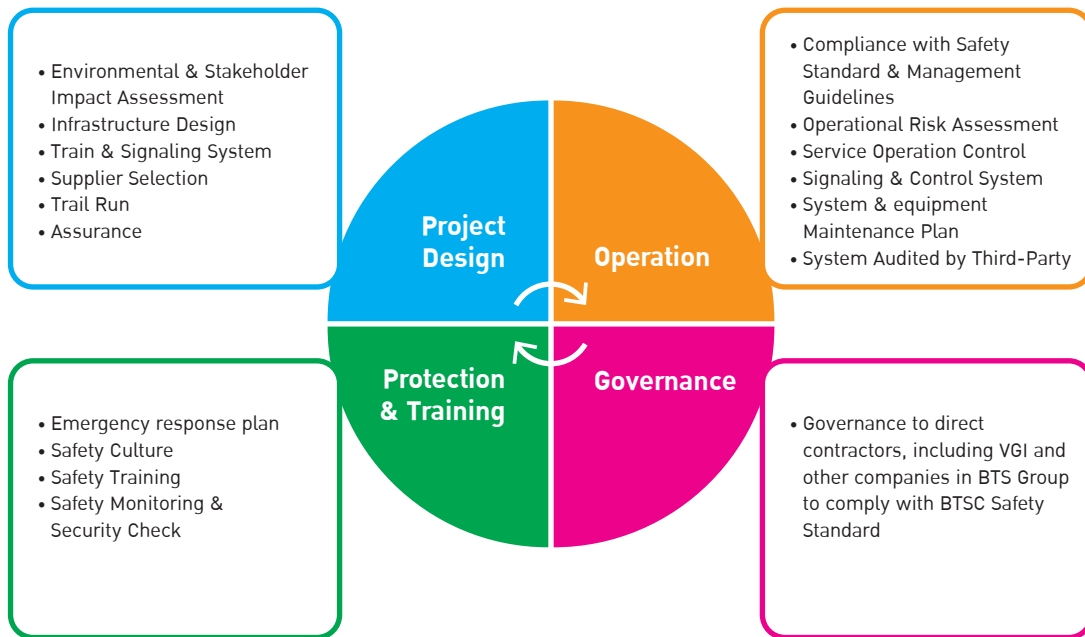 • Environmental & Stakeholder
Impact Assessment
• Infrastructure Design
• Train & Signaling System
• Supplier Selection
• Trail Run
• Assurance
• Compliance with Safety
Standard & Management
Guidelines
• Operational Risk Assessment
• Service Operation Control
• Signaling & Control System
• System & equipment
Maintenance Plan
• System Audited by Third-Party
Project
Design
Operation
Protection
& Training
Governance
• Emergency response plan
• Safety Culture
• Safety Training
• Safety Monitoring &
Security Check
• Governance to direct
contractors, including VGI and
other companies in BTS Group
to comply with BTSC Safety
Standard